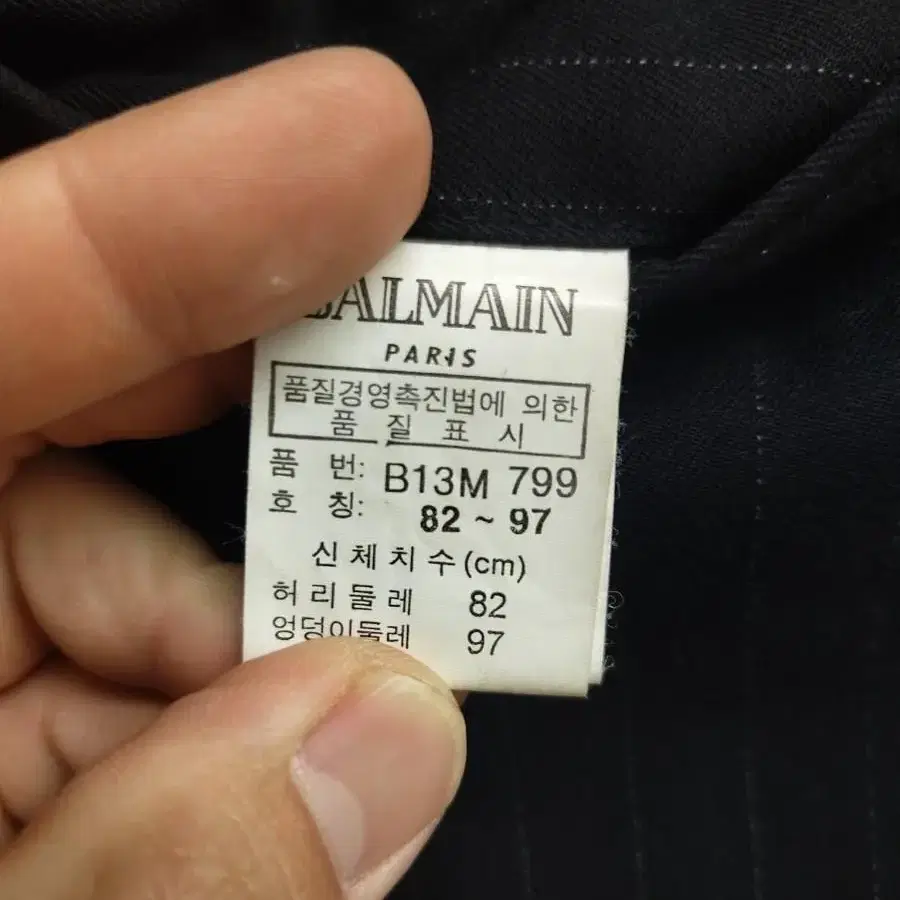 BALMAIN
PARIS
품질경영촉진법에 의한
품 질 표 시
품 번: B13M 799
호 칭: 82 ~ 97
신 체 치 수 (cm)
허 리 둘 레 82
엉덩이둘레 97